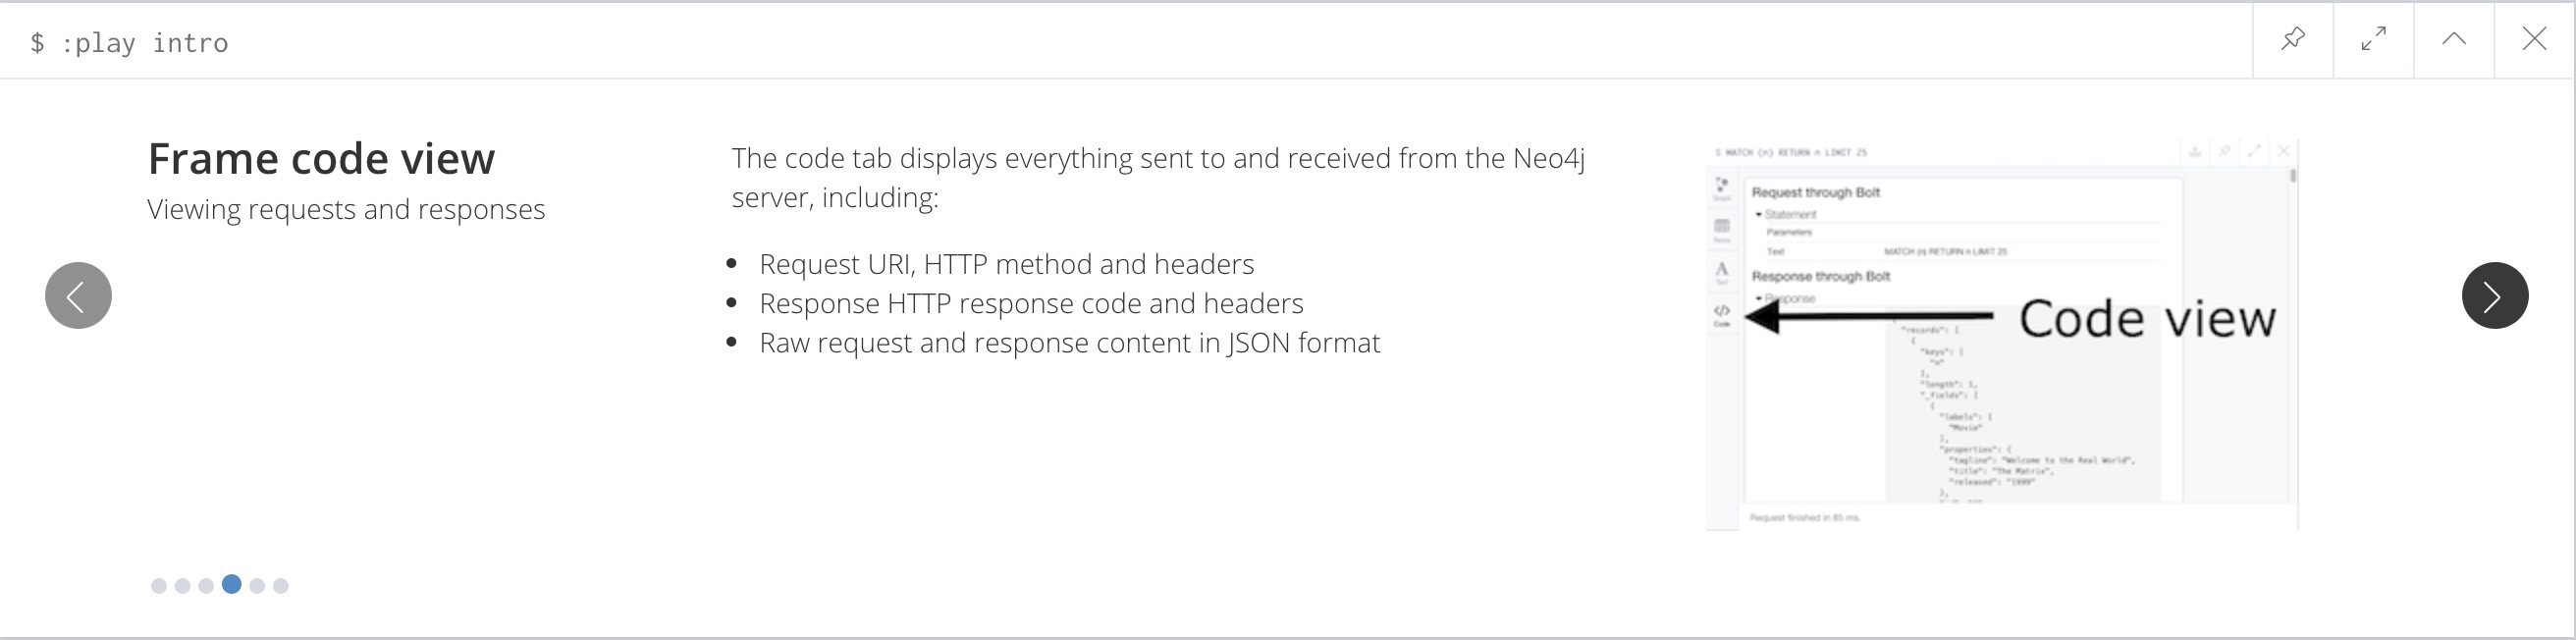 $ :play intro
Frame code view
Viewing requests and responses
The code tab displays everything sent to and received from the Neo4j
server, including:
Request URI, HTTP method and headers
Response HTTP response code and headers
Raw request and response content in JSON format
$ MATCH (n) RETURN n LIMIT 25
Graph
Rows
Text
Code
Request through Bolt
Statement
Parameters
Text MATCH (n) RETURN n LIMIT 25
Response through Bolt
Response
Code view
"records": [
{
"keys": [
"n"
],
"length": 1,
"_fields": [
{
"labels": [
"Movie"
],
"properties": {
"tagline": "Welcome to the Real World",
"title": "The Matrix",
"released": "1999"
},
Request finished in 85 ms.